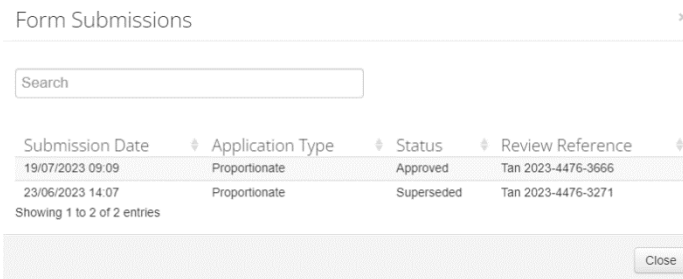 Form Submissions
Search
Submission Date Application Type Status Review Reference
19/07/2023 09:09 Proportionate Approved Tan 2023-4476-3666
23/06/2023 14:07 Proportionate Superseded Tan 2023-4476-3271
Showing 1 to 2 of 2 entries
Close